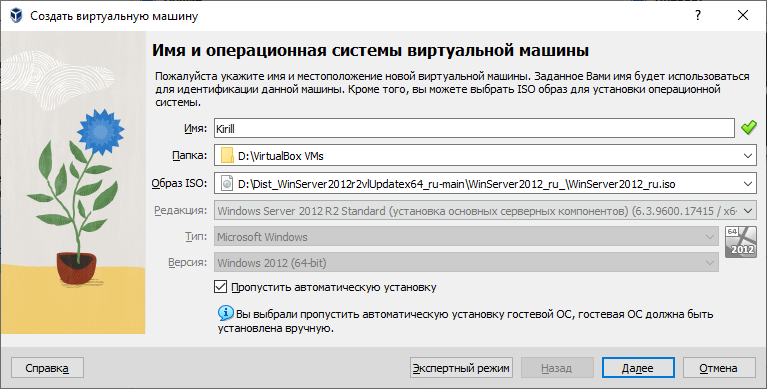 Создать виртуальную машину
Имя и операционная системы виртуальной машины
Пожалуйста укажите имя и местоположение новой виртуальной машины. Заданное Вами имя будет использоваться
для идентификации данной машины. Кроме того, вы можете выбрать ISO образ для установки операционной
системы.
Имя: Kirill
Папка: D:\VirtualBox VMs
Образ ISO: D:\Dist_WinServer2012r2vlUpdatex64_ru-main\WinServer2012_ru_\WinServer2012_ru.iso
Редакция: Windows Server 2012 R2 Standard (установка основных серверных компонентов) (6.3.9600.17415 / x6
Тип: Microsoft Windows
64
2012
Версия: Windows 2012 (64-bit)
Пропустить автоматическую установку
Вы выбрали пропустить автоматическую установку гостевой ОС, гостевая ОС должна быть
установлена вручную.
Справка Экспертный режим Назад Далее Отмена